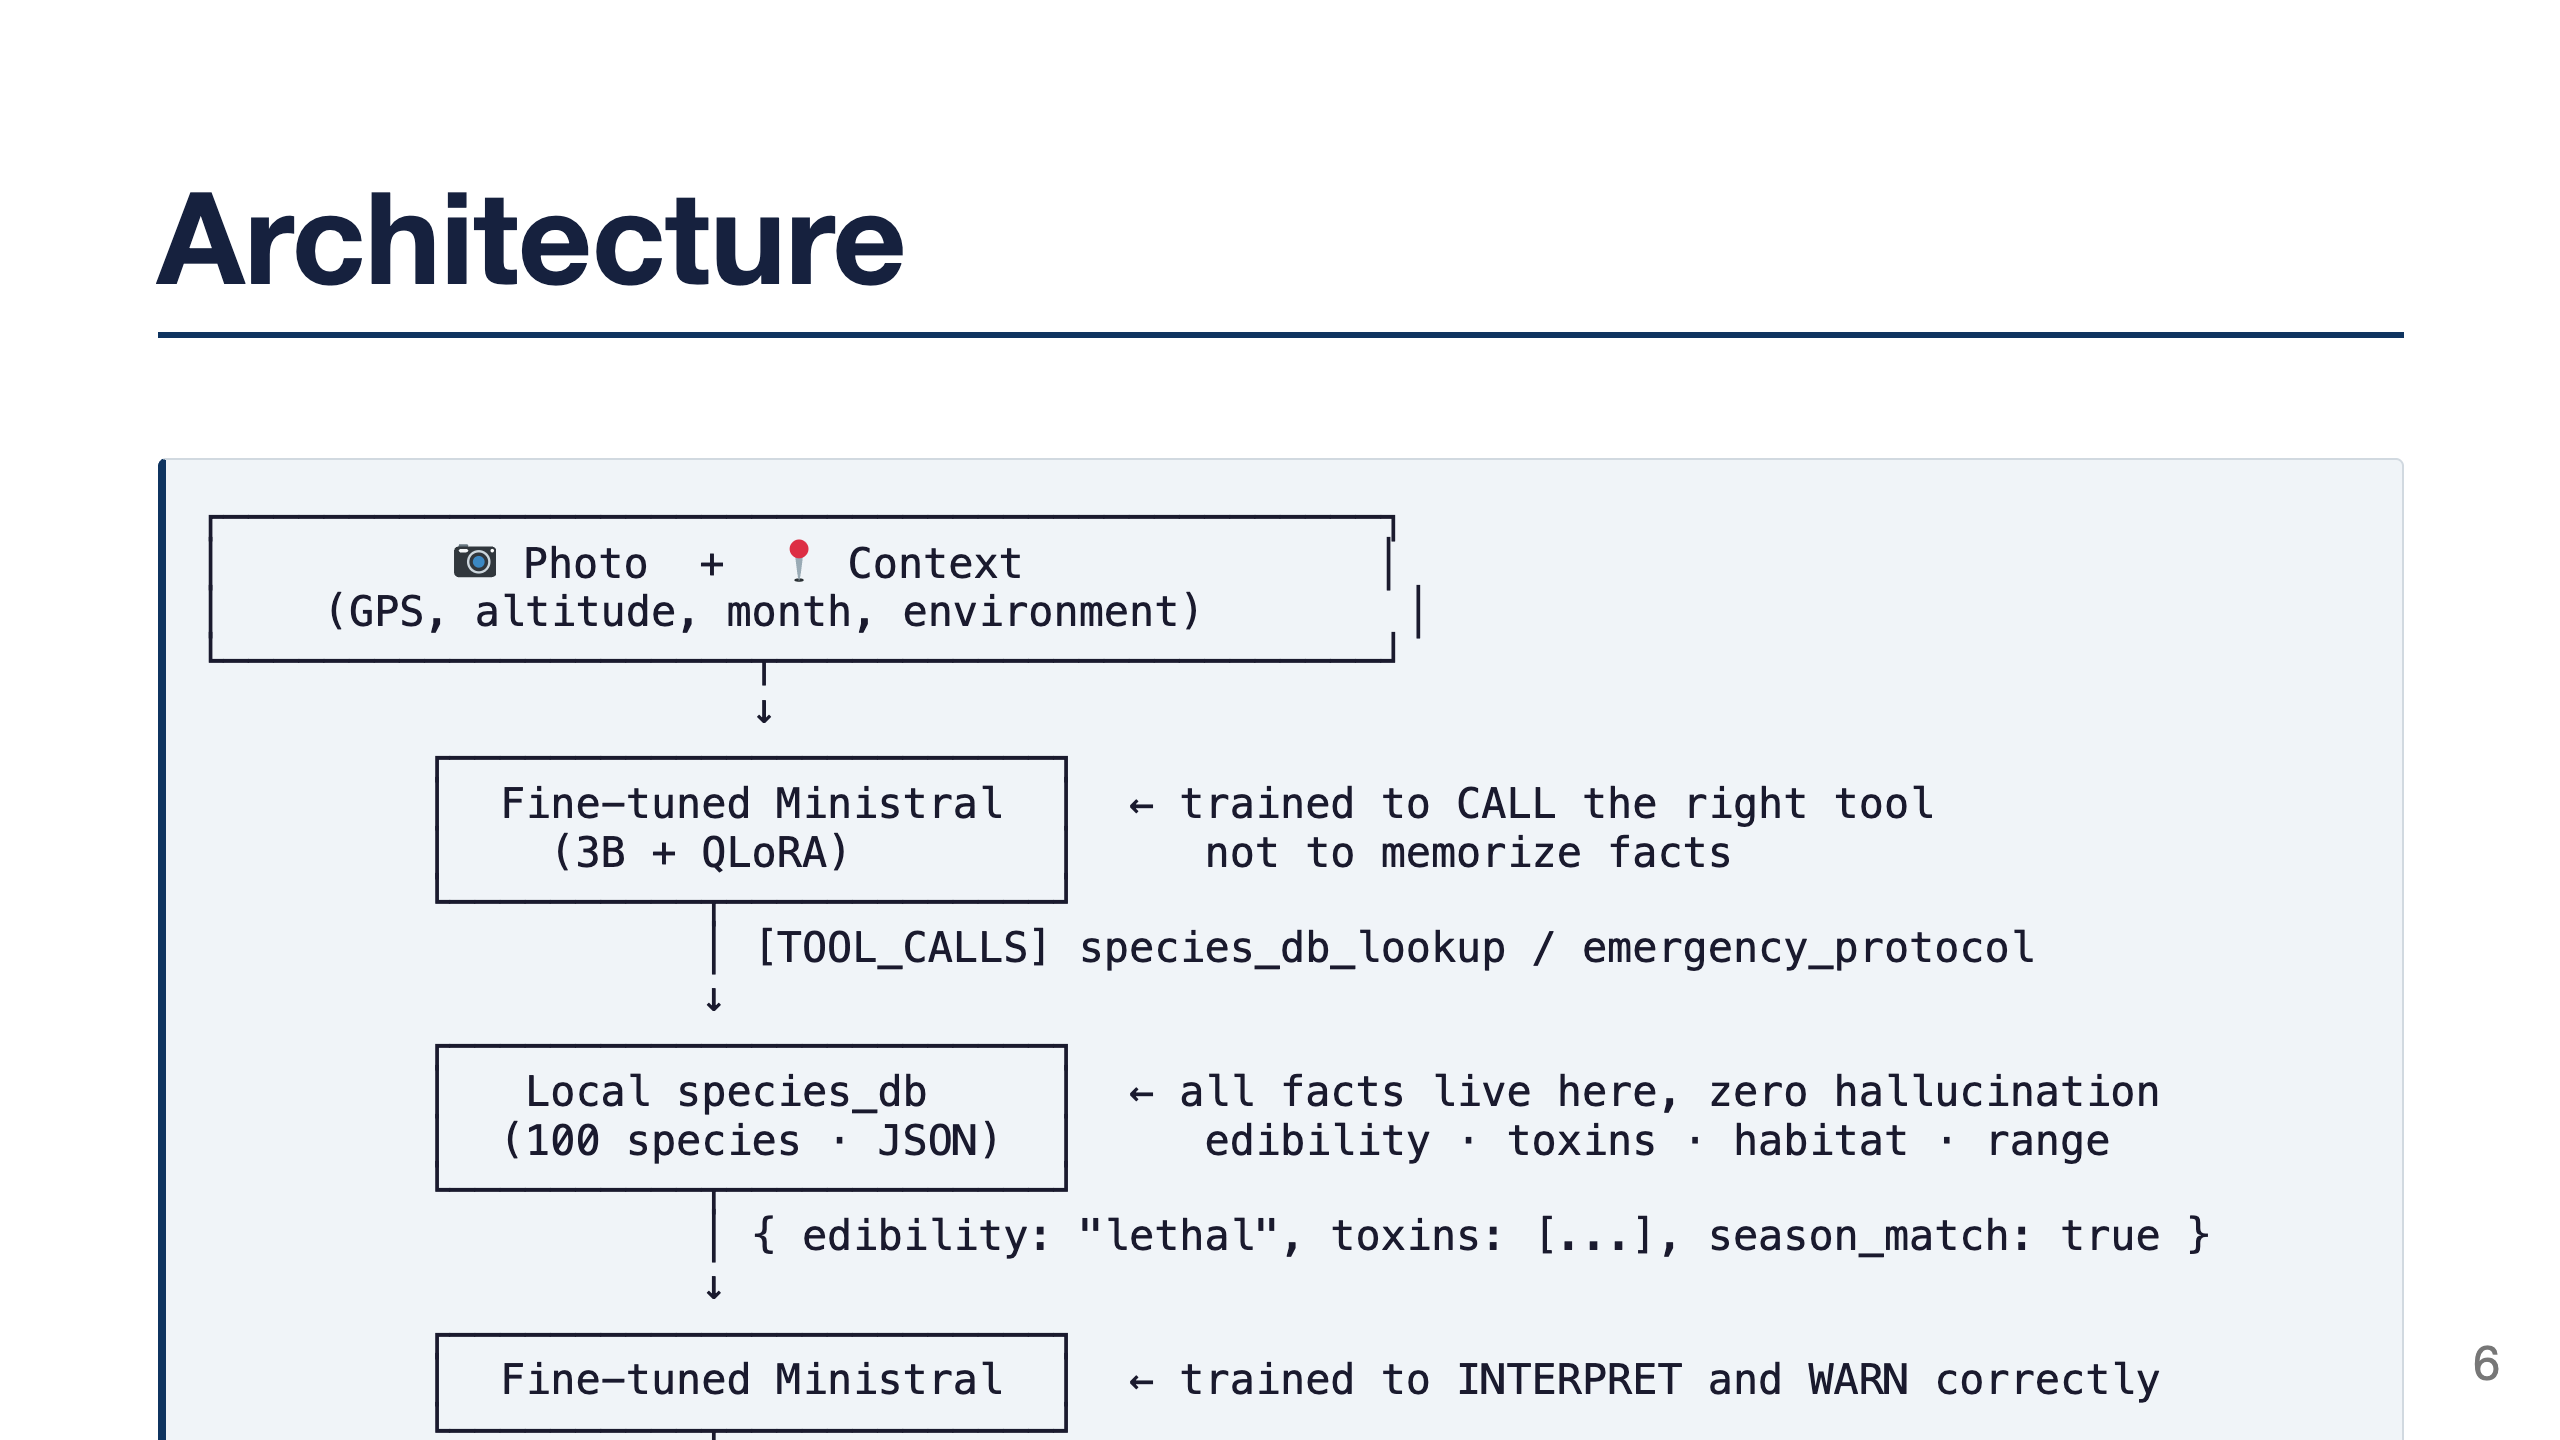 Architecture
📷 Photo + 📍 Context
(GPS, altitude, month, environment)
↓
Fine-tuned Ministral ← trained to CALL the right tool
(3B + QLoRA) not to memorize facts
[TOOL_CALLS] species_db_lookup / emergency_protocol
↓
Local species_db ← all facts live here, zero hallucination
(100 species · JSON) edibility · toxins · habitat · range
{ edibility: "lethal", toxins: [...], season_match: true }
↓
Fine-tuned Ministral ← trained to INTERPRET and WARN correctly
6